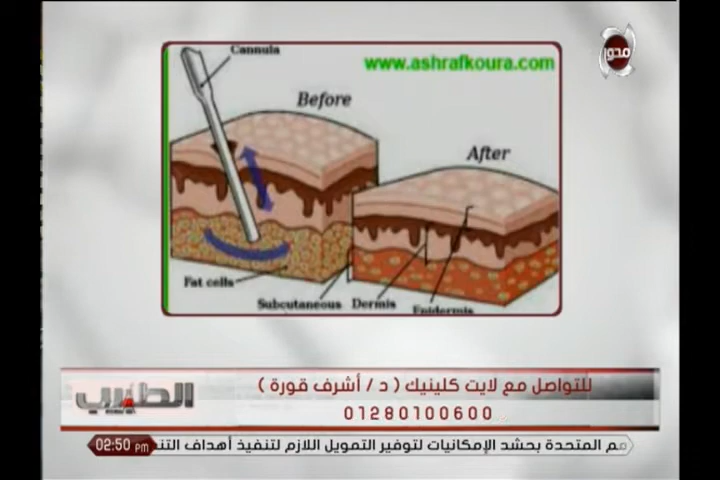 Cannula
www.ashrafkoura.com
محور
Before
After
Fat cells
Subcutaneous
Dermis
Epidermis
للتواصل مع لايت كلينيك ( د / أشرف قورة )
01280100600
الطبيب
02:50 PM
المتحدة بحشد الإمكانيات لتوفير التمويل اللازم لتنفيذ أهداف